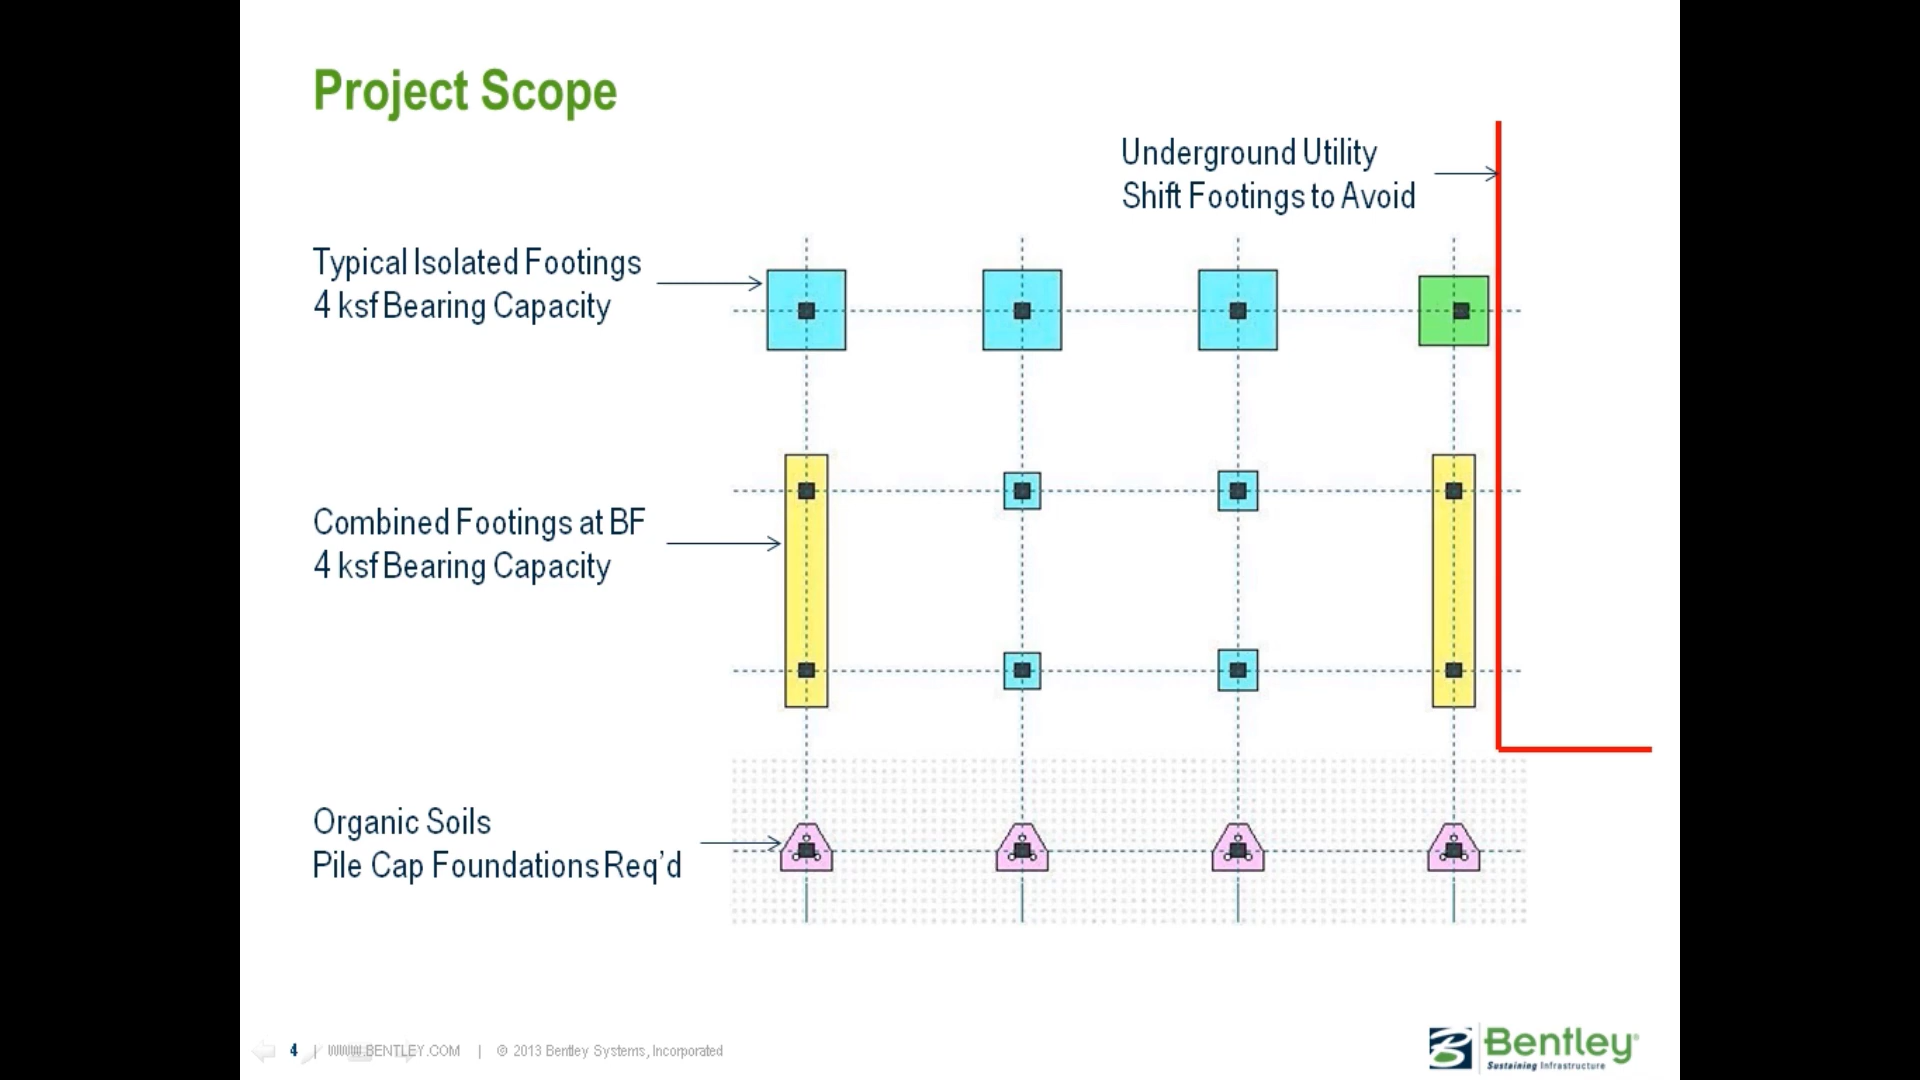 Project Scope
Underground Utility
Shift Footings to Avoid
Typical Isolated Footings
4 ksf Bearing Capacity
Combined Footings at BF
4 ksf Bearing Capacity
Organic Soils
Pile Cap Foundations Req'd
4 | WWW.BENTLEY.COM | © 2013 Bentley Systems, Incorporated
Bentley®
Sustaining Infrastructure